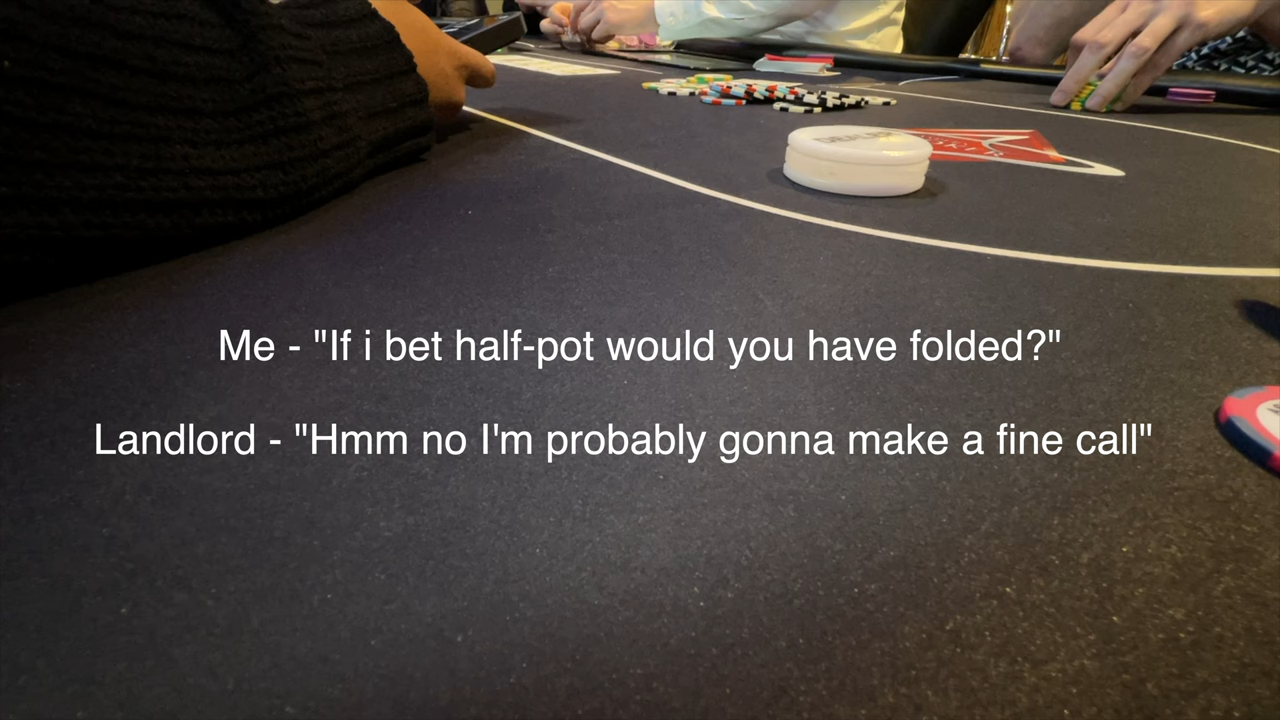 Me - "If i bet half-pot would you have folded?"
Landlord - "Hmm no I'm probably gonna make a fine call"